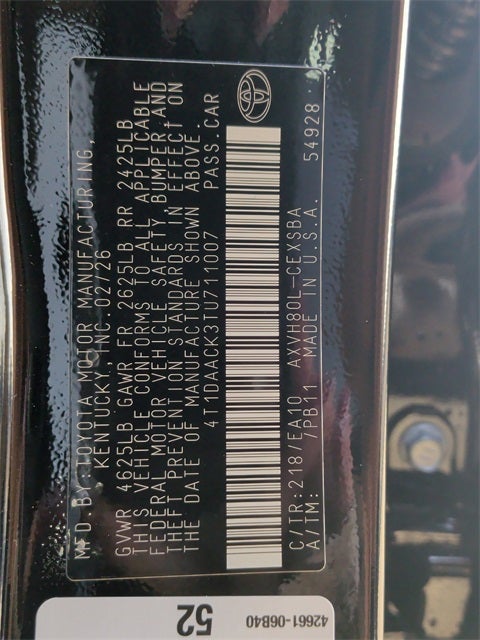 MFD.BY:TOYOTA MOTOR MANUFACTURING,
KENTUCKY, INC. 02/26
GVWR 4625LB GAWR FR 2625LB RR 2425LB
THIS VEHICLE CONFORMS TO ALL APPLICABLE
FEDERAL MOTOR VEHICLE SAFETY, BUMPER AND
THEFT PREVENTION STANDARDS IN EFFECT ON
THE DATE OF MANUFACTURE SHOWN ABOVE.
4T1DAACK3TU711007 PASS.CAR
C/TR:218/EA10 AXVH80L-CEXSBA
A/TM: /PB11 MADE IN U.S.A. 54928
52
42661-06B40